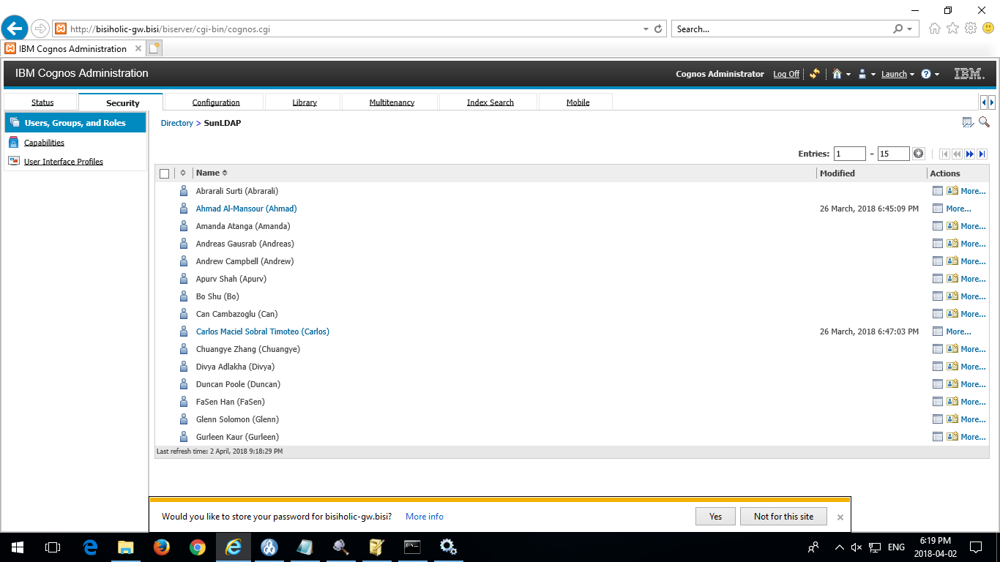 http://bisiholic-gw.bisi/biserver/cgi-bin/cognos.cgi Search...
IBM Cognos Administration
IBM Cognos Administration Cognos Administrator Log Off Launch IBM.
Status Security Configuration Library Multitenancy Index Search Mobile
Users, Groups, and Roles
Capabilities
User Interface Profiles
Directory > SunLDAP
Entries: 1 - 15
Name Modified Actions
Abrarali Surti (Abrarali) More...
Ahmad Al-Mansour (Ahmad) 26 March, 2018 6:45:09 PM More...
Amanda Atanga (Amanda) More...
Andreas Gausrab (Andreas) More...
Andrew Campbell (Andrew) More...
Apurv Shah (Apurv) More...
Bo Shu (Bo) More...
Can Cambazoglu (Can) More...
Carlos Maciel Sobral Timoteo (Carlos) 26 March, 2018 6:47:03 PM More...
Chuangye Zhang (Chuangye) More...
Divya Adlakha (Divya) More...
Duncan Poole (Duncan) More...
FaSen Han (FaSen) More...
Glenn Solomon (Glenn) More...
Gurleen Kaur (Gurleen) More...
Last refresh time: 2 April, 2018 9:18:29 PM
Would you like to store your password for bisiholic-gw.bisi? More info Yes Not for this site
ENG 6:19 PM
2018-04-02